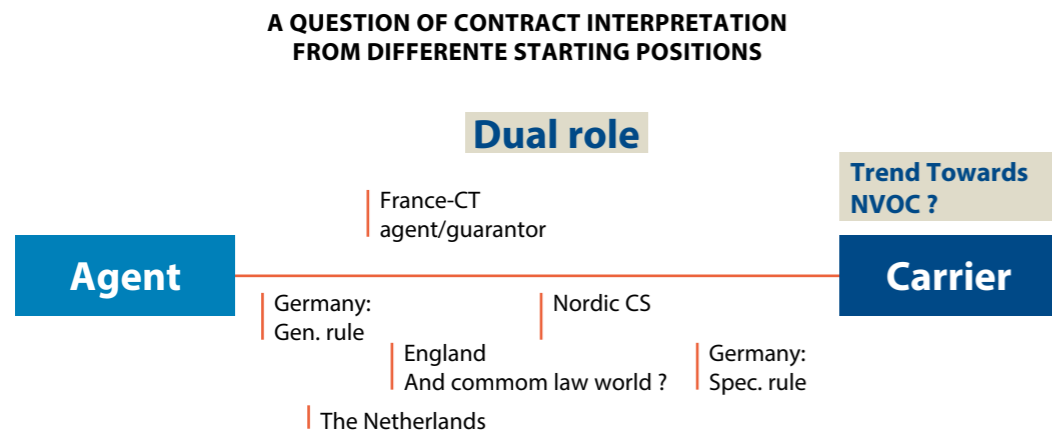 A QUESTION OF CONTRACT INTERPRETATION
FROM DIFFERENTE STARTING POSITIONS
Dual role
Trend Towards
NVOC ?
France-CT
agent/guarantor
Agent
Carrier
Germany:
Gen. rule
Nordic CS
England
And commom law world ?
Germany:
Spec. rule
The Netherlands